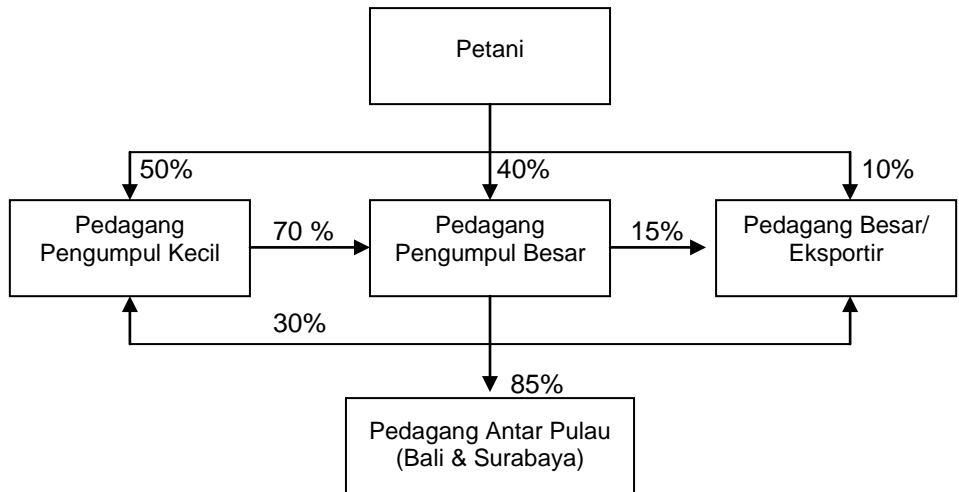 Petani
50%
40%
10%
Pedagang
Pengumpul Kecil
70 %
Pedagang
Pengumpul Besar
15%
Pedagang Besar/
Eksportir
30%
85%
Pedagang Antar Pulau
(Bali & Surabaya)